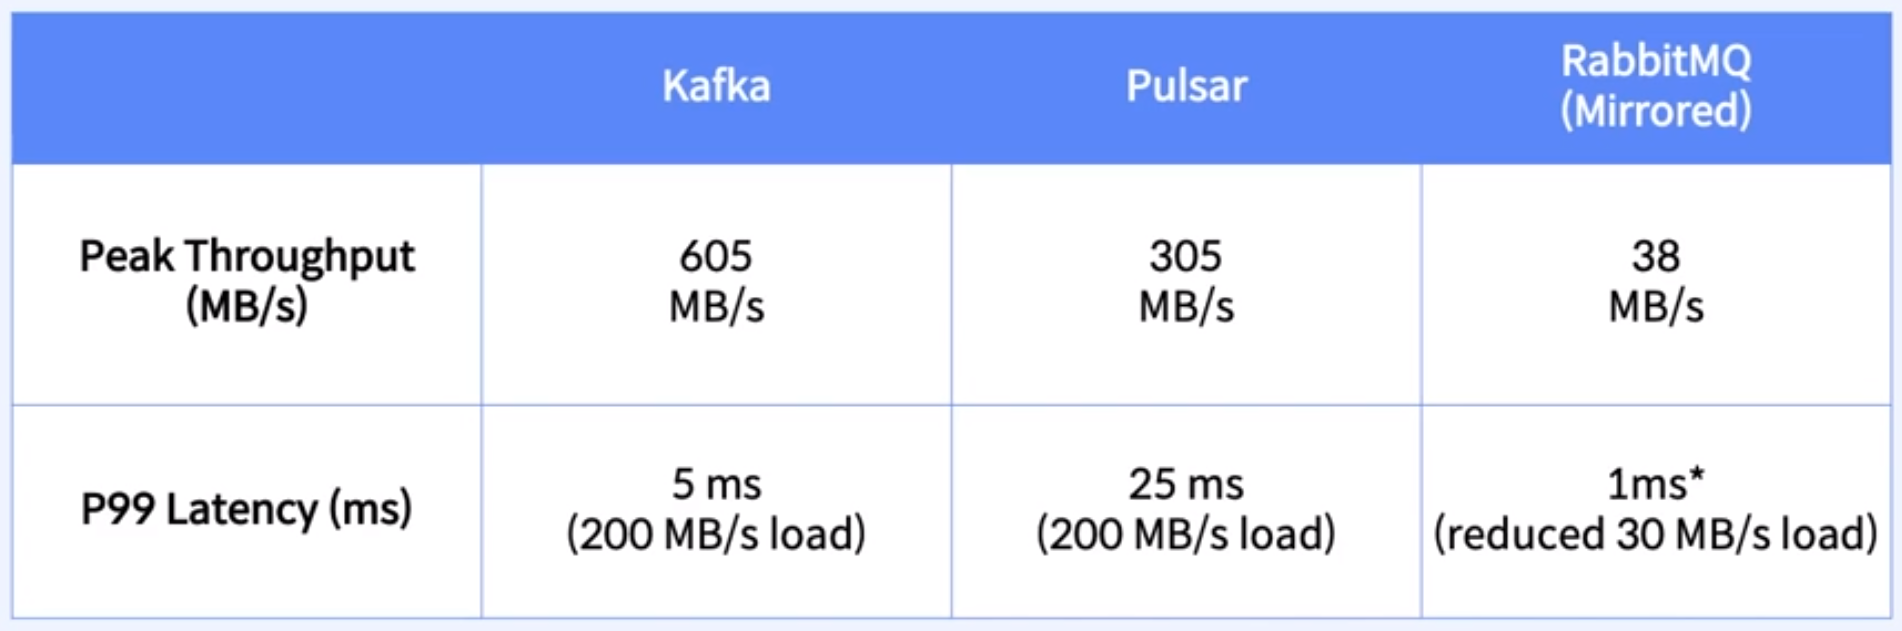 Kafka
Pulsar
RabbitMQ
(Mirrored)
Peak Throughput
(MB/s)
605
MB/s
305
MB/s
38
MB/s
P99 Latency (ms)
5 ms
(200 MB/s load)
25 ms
(200 MB/s load)
1ms*
(reduced 30 MB/s load)